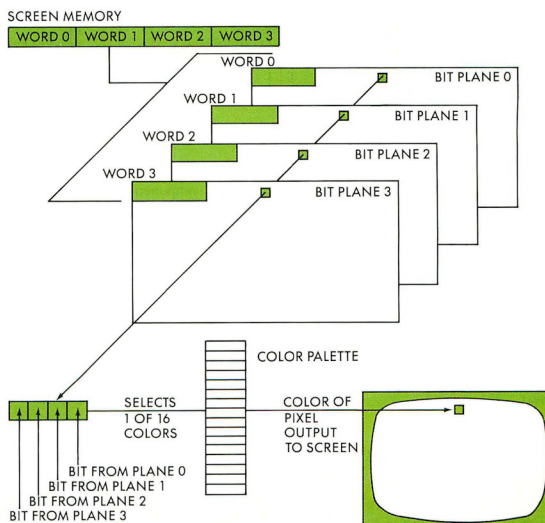 SCREEN MEMORY
WORD 0 WORD 1 WORD 2 WORD 3
WORD 0
BIT PLANE 0
WORD 1
BIT PLANE 1
WORD 2
BIT PLANE 2
WORD 3
BIT PLANE 3
COLOR PALETTE
SELECTS
1 OF 16
COLORS
COLOR OF
PIXEL
OUTPUT
TO SCREEN
BIT FROM PLANE 0
BIT FROM PLANE 1
BIT FROM PLANE 2
BIT FROM PLANE 3